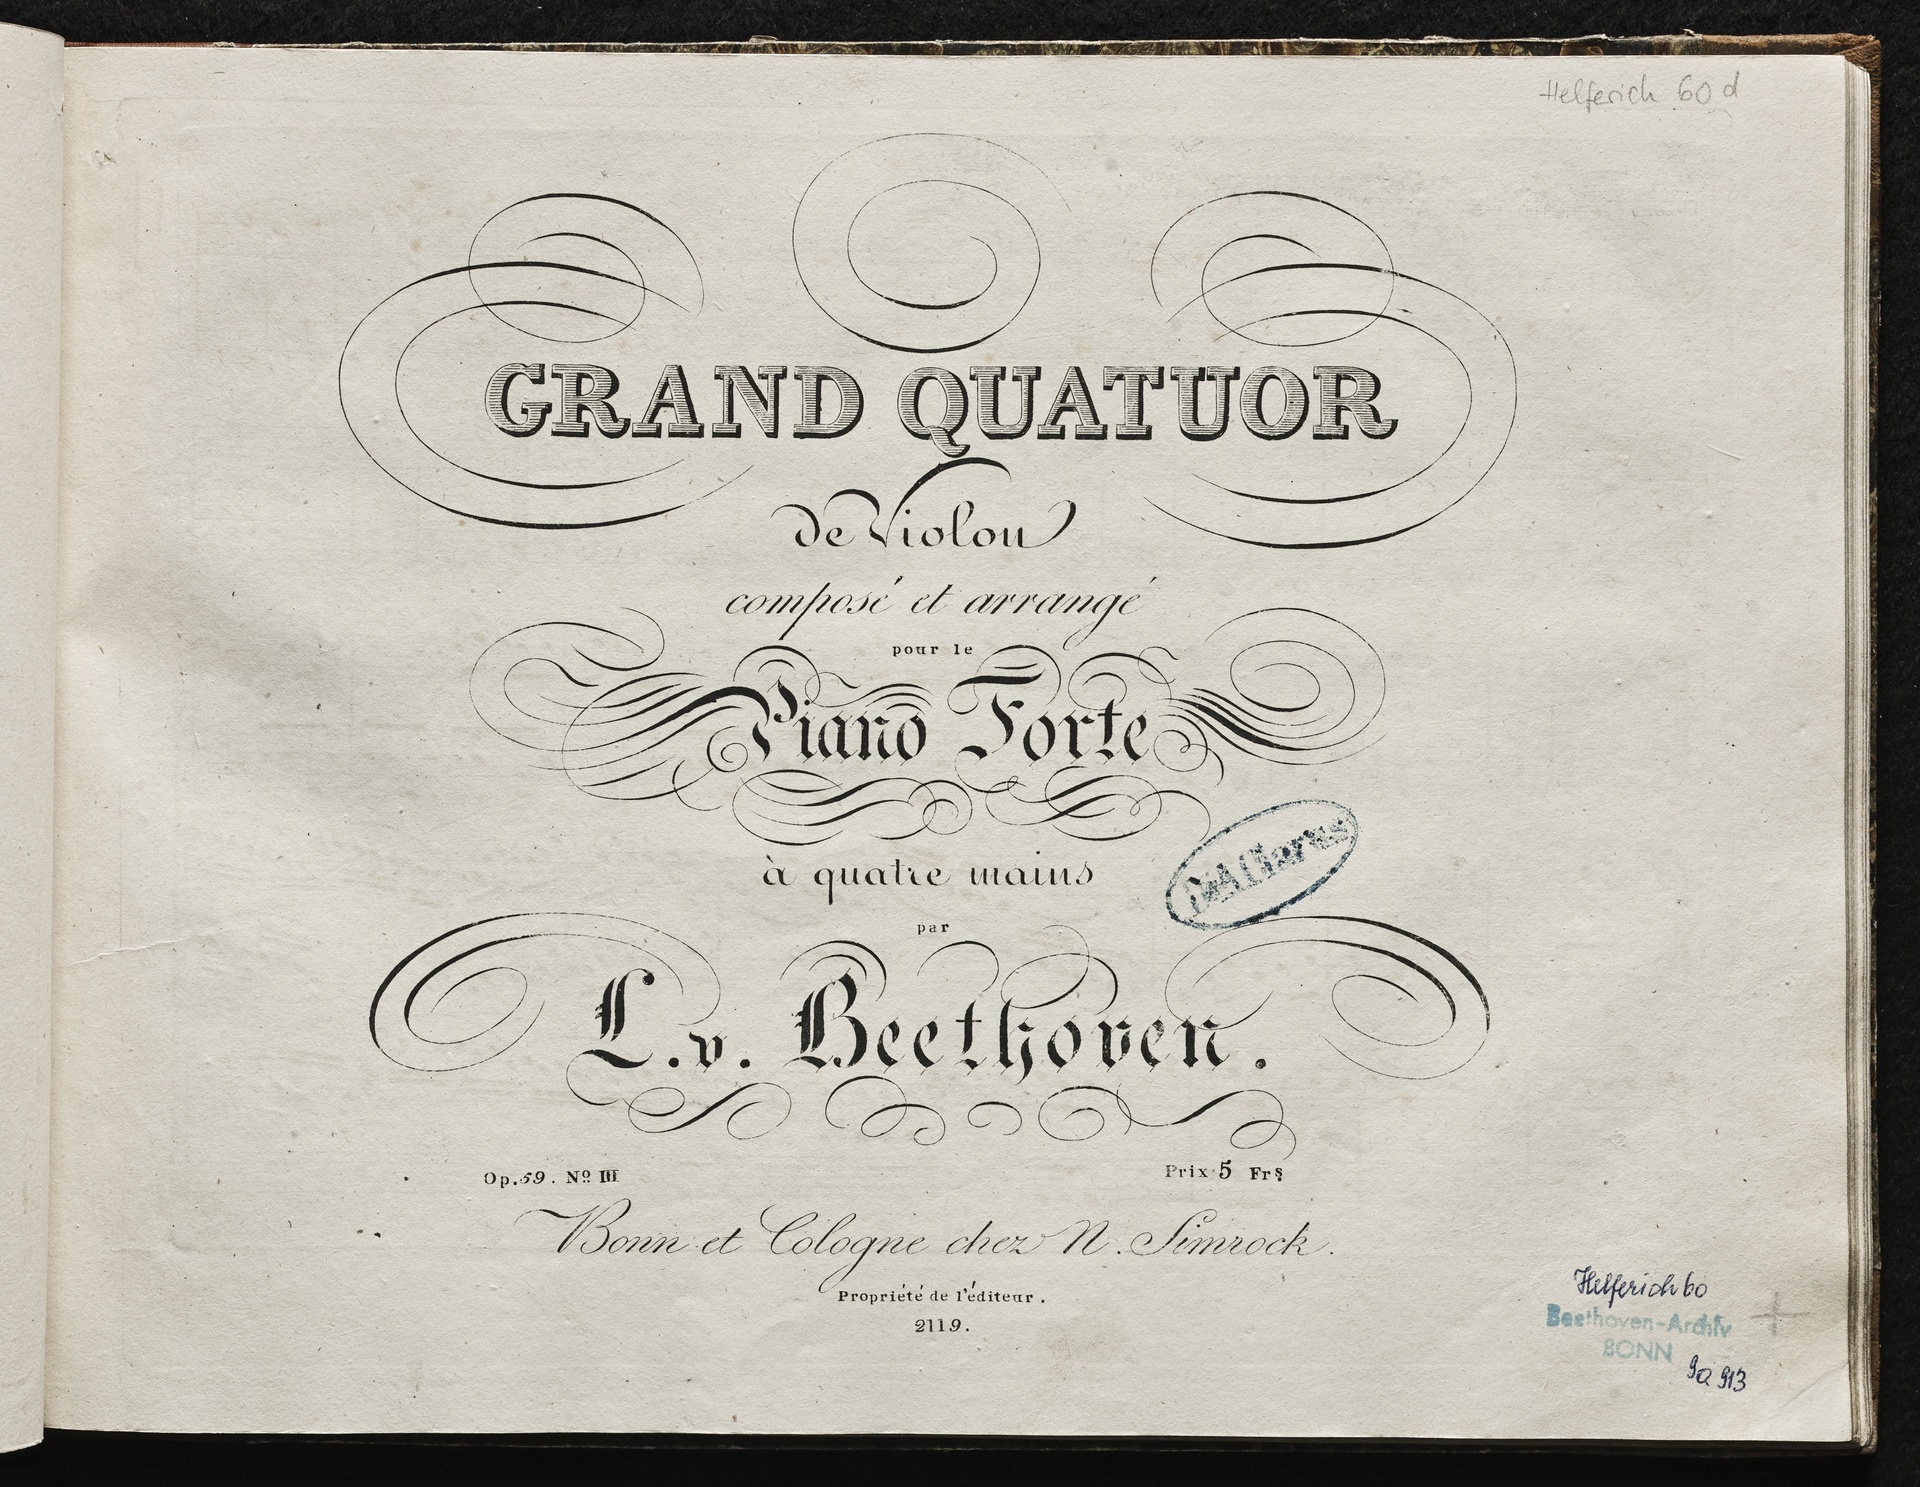 Helferich 60 d
GRAND QUATUOR
de Violon
composé et arrangé
pour le
Piano Forte
à quatre mains
par
L. v. Beethoven.
Op. 59. Nº III
Prix 5 Frs
Bonn et Cologne chez N. Simrock.
Propriété de l'éditeur.
2119.
Helferich 60
Beethoven-Archiv
BONN
913